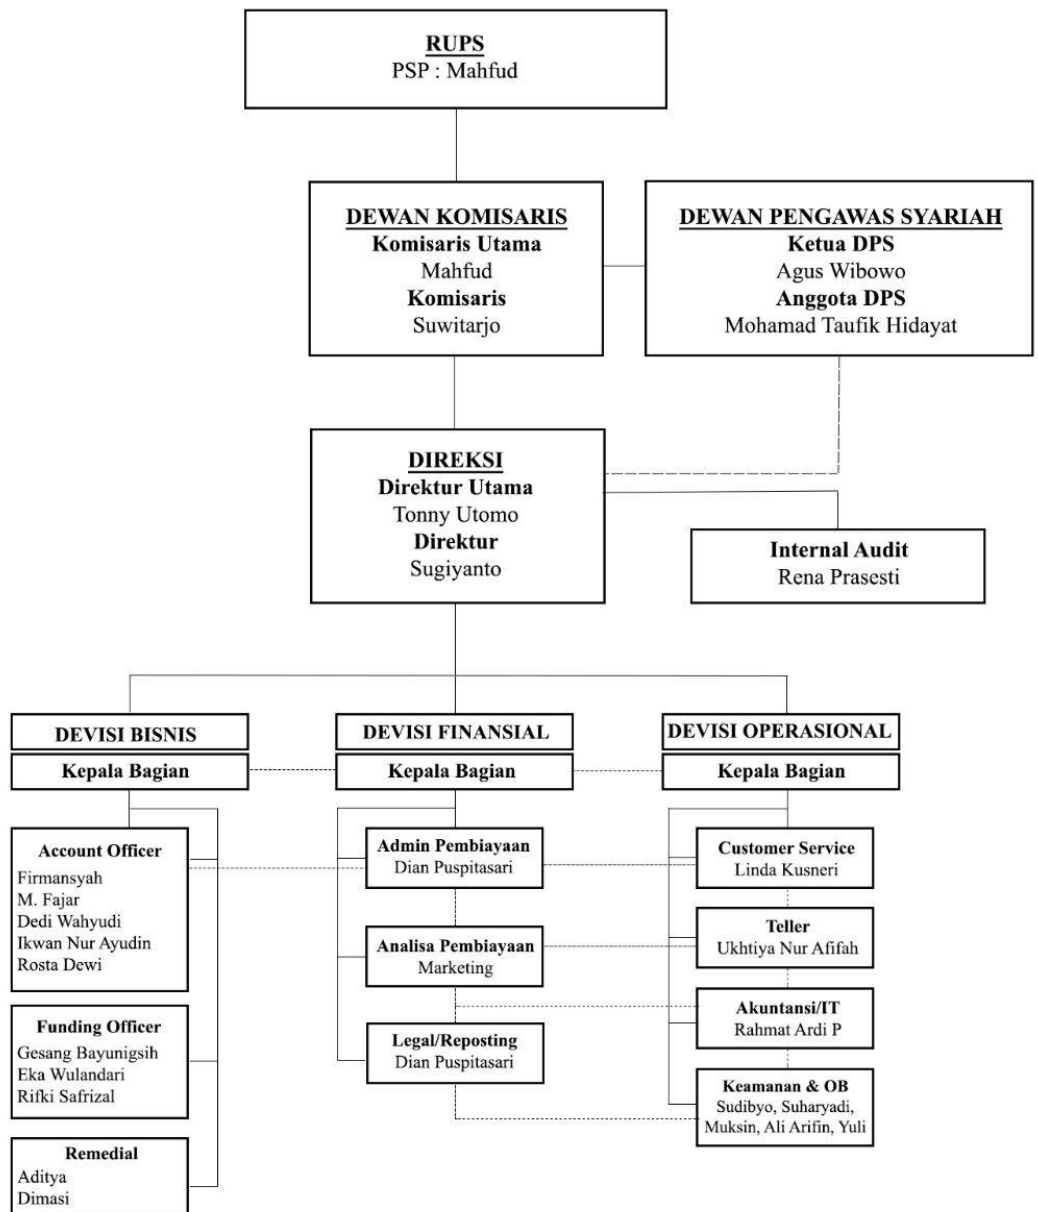 RUPS
PSP : Mahfud
DEWAN KOMISARIS
Komisaris Utama
Mahfud
Komisaris
Suwitarjo
DEWAN PENGAWAS SYARIAH
Ketua DPS
Agus Wibowo
Anggota DPS
Mohamad Taufik Hidayat
DIREKSI
Direktur Utama
Tonny Utomo
Direktur
Sugiyanto
Internal Audit
Rena Prasesti
DEVISI BISNIS
Kepala Bagian
Account Officer
Firmansyah
M. Fajar
Dedi Wahyudi
Ikwan Nur Ayudin
Rosta Dewi
Funding Officer
Gesang Bayunigsih
Eka Wulandari
Rifki Safrizal
Remedial
Aditya
Dimasi
DEVISI FINANSIAL
Kepala Bagian
Admin Pembiayaan
Dian Puspitasari
Analisa Pembiayaan
Marketing
Legal/Reposting
Dian Puspitasari
DEVISI OPERASIONAL
Kepala Bagian
Customer Service
Linda Kusneri
Teller
Ukhtiya Nur Afifah
Akuntansi/IT
Rahmat Ardi P
Keamanan & OB
Sudibyo, Suharyadi,
Muksin, Ali Arifin, Yuli